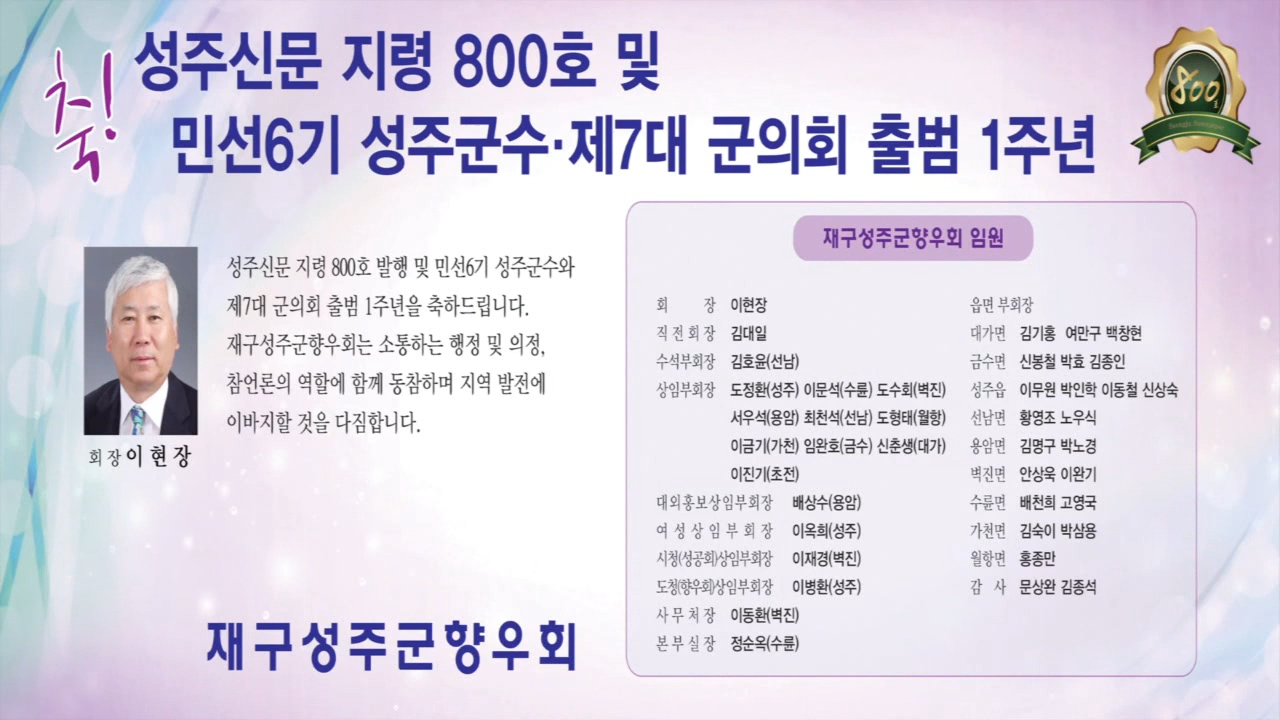 축!
성주신문 지령 800호 및
민선6기 성주군수·제7대 군의회 출범 1주년
800
성주신문 지령 800호 발행 및 민선6기 성주군수와
제7대 군의회 출범 1주년을 축하드립니다.
재구성주군향우회는 소통하는 행정 및 의정,
참언론의 역할에 함께 동참하며 지역 발전에
이바지할 것을 다짐합니다.
회장 이현장
재구성주군향우회
재구성주군향우회 임원
회 장 이현장
직전회장 김대일
수석부회장 김호윤(선남)
상임부회장 도정환(성주) 이문석(수륜) 도수회(벽진)
서우석(용암) 최천석(선남) 도형태(월항)
이금기(가천) 임완호(금수) 신춘생(대가)
이진기(초전)
대외홍보상임부회장 배상수(용암)
여성상임부회장 이옥희(성주)
시청(성공회)상임부회장 이재경(벽진)
도청(향우회)상임부회장 이병환(성주)
사무처장 이동환(벽진)
본부실장 정순옥(수륜)
읍면 부회장
대가면 김기홍 여만구 백창현
금수면 신봉철 박효 김종인
성주읍 이무원 박인학 이동철 신상숙
선남면 황영조 노우식
용암면 김명구 박노경
벽진면 안상욱 이완기
수륜면 배천희 고영국
가천면 김숙이 박삼용
월항면 홍종만
감 사 문상완 김종석